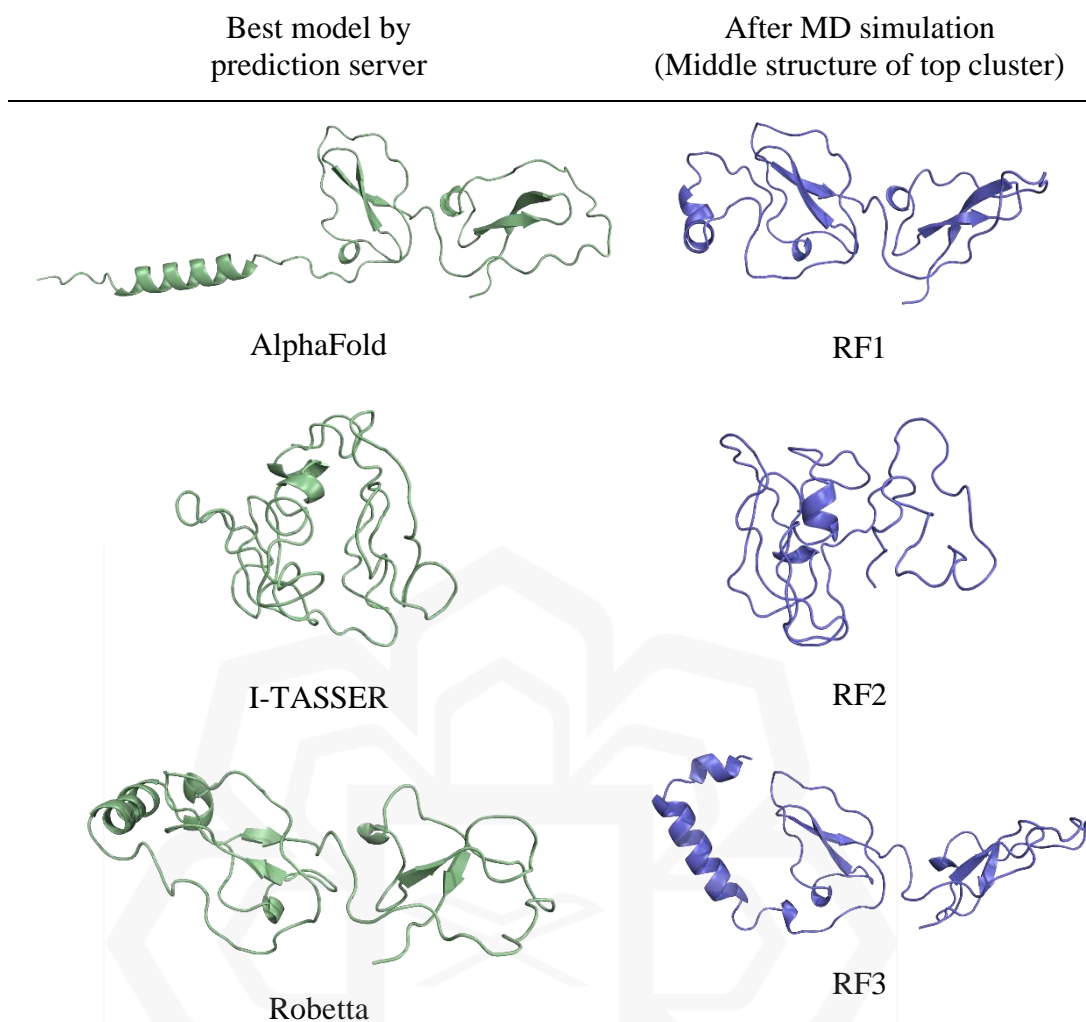 Best model by
prediction server
After MD simulation
(Middle structure of top cluster)
AlphaFold
RF1
I-TASSER
RF2
Robetta
RF3